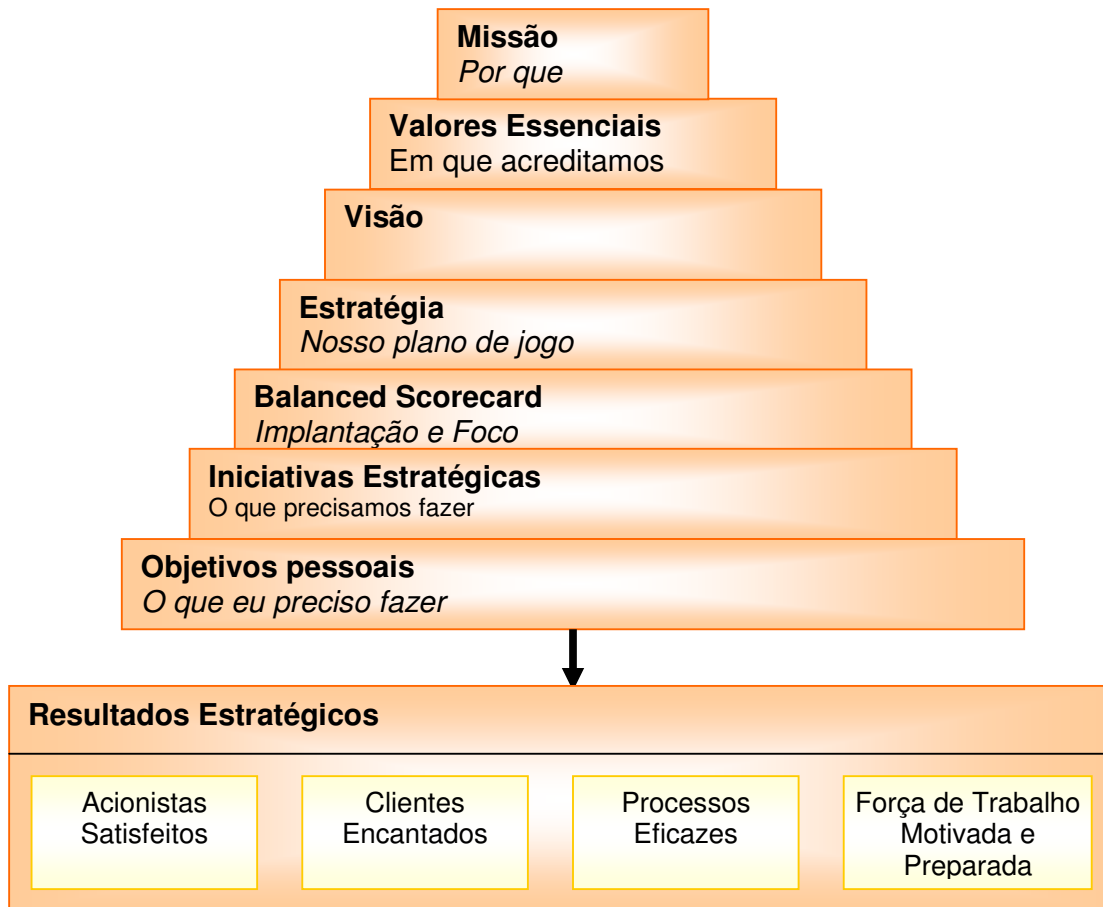 Missão
Por que
Valores Essenciais
Em que acreditamos
Visão
Estratégia
Nosso plano de jogo
Balanced Scorecard
Implantação e Foco
Iniciativas Estratégicas
O que precisamos fazer
Objetivos pessoais
O que eu preciso fazer
Resultados Estratégicos
Acionistas
Satisfeitos
Clientes
Encantados
Processos
Eficazes
Força de Trabalho
Motivada e
Preparada